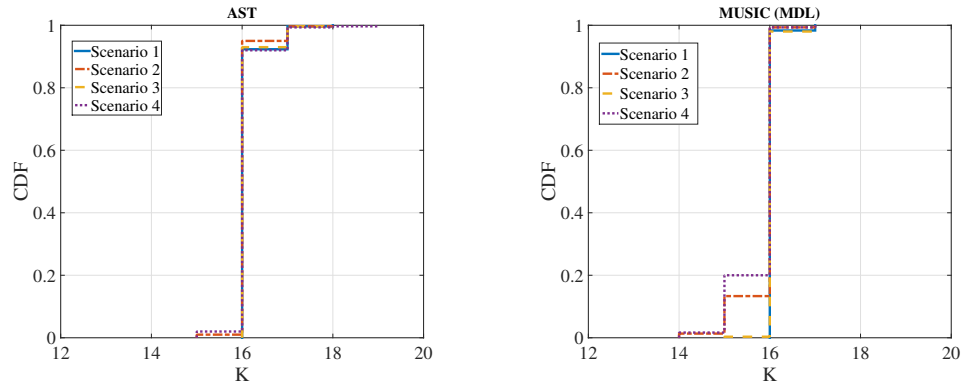 AST
Scenario 1
Scenario 2
Scenario 3
Scenario 4
1
0.8
0.6
0.4
0.2
0
CDF
12 14 16 18 20
K
MUSIC (MDL)
Scenario 1
Scenario 2
Scenario 3
Scenario 4
1
0.8
0.6
0.4
0.2
0
CDF
12 14 16 18 20
K